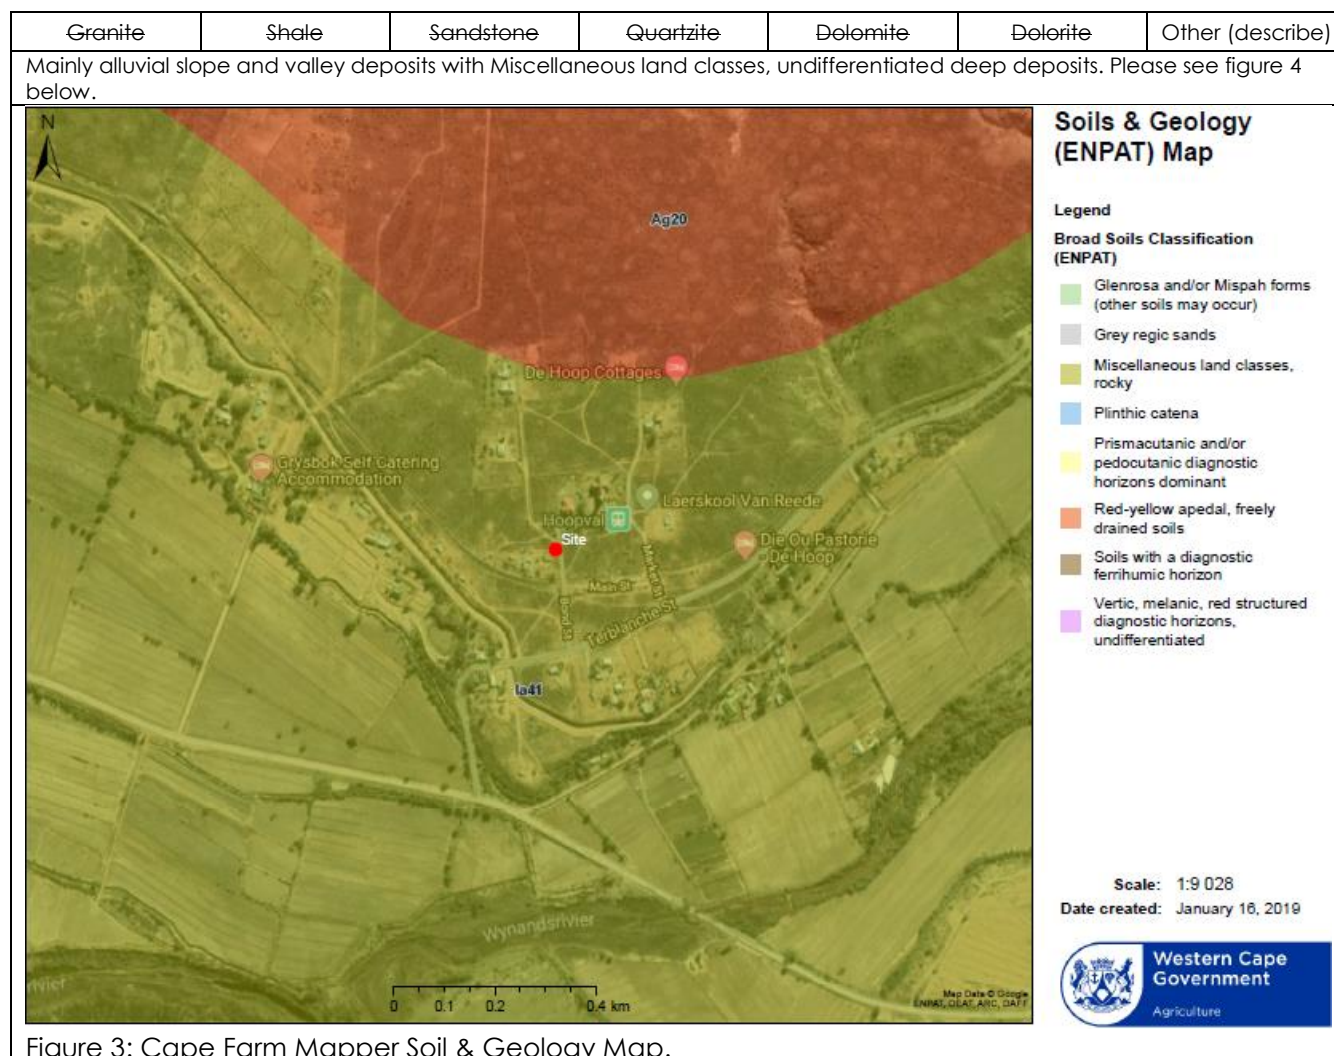 Granite Shale Sandstone Quartzite Dolomite Dolorite Other (describe)
Mainly alluvial slope and valley deposits with Miscellaneous land classes, undifferentiated deep deposits. Please see figure 4
below.
N
Ag20
De Hoop Cottages
Grysbok Self Catering
Accommodation
Laerskool Van Reede
Hoopval
Site
Die Ou Pastorie
De Hoop
Main St
Terblanche St
Ia41
Wynandsrivier
0 0.1 0.2 0.4 km
Map Data © Google
ENPAT, DEAT, ARC, DAFF
Soils & Geology
(ENPAT) Map
Legend
Broad Soils Classification
(ENPAT)
Glenrosa and/or Mispah forms
(other soils may occur)
Grey regic sands
Miscellaneous land classes,
rocky
Plinthic catena
Prismacutanic and/or
pedocutanic diagnostic
horizons dominant
Red-yellow apedal, freely
drained soils
Soils with a diagnostic
ferrihumic horizon
Vertic, melanic, red structured
diagnostic horizons,
undifferentiated
Scale: 1:9 028
Date created: January 16, 2019
Western Cape
Government
Agriculture
Figure 3: Cape Farm Mapper Soil & Geology Map.